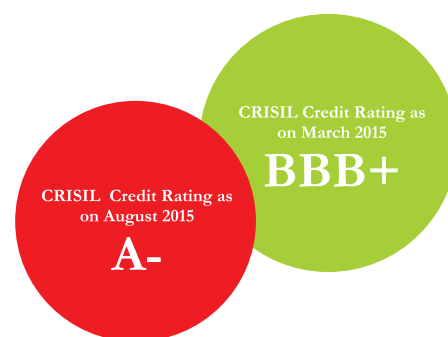 CRISIL Credit Rating as
on March 2015
BBB+
CRISIL Credit Rating as
on August 2015
A-